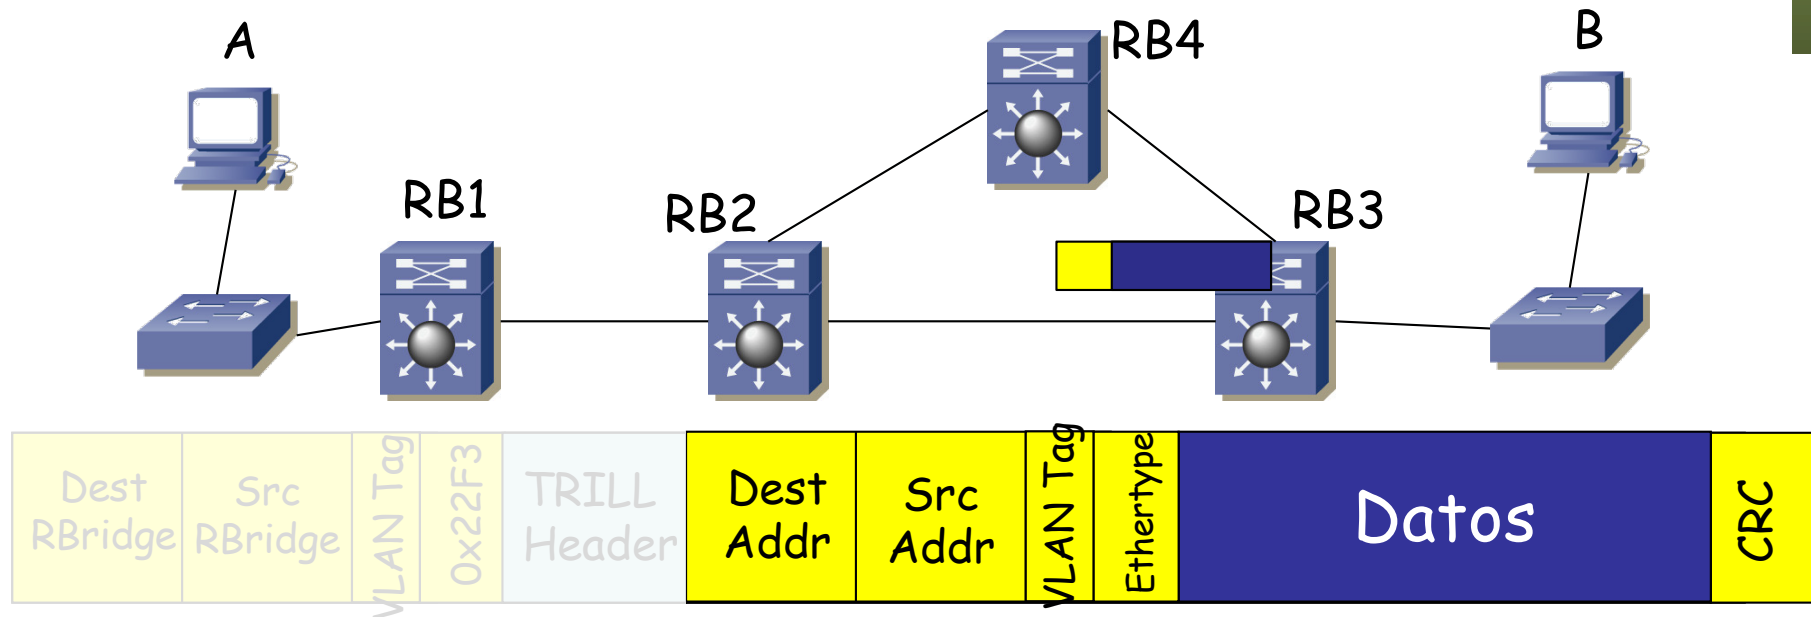 A
RB4
B
RB1
RB2
RB3
Dest
RBridge
Src
RBridge
VLAN Tag
0x22F3
TRILL
Header
Dest
Addr
Src
Addr
VLAN Tag
Ethertype
Datos
CRC